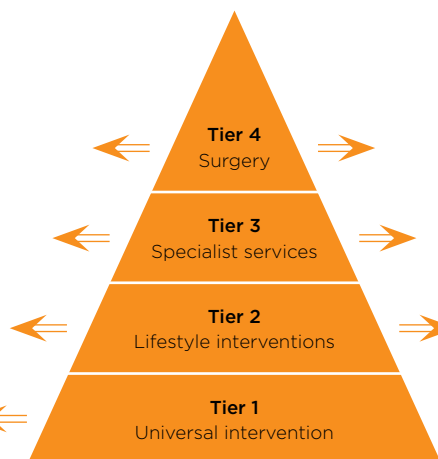 Tier 4
Surgery
Tier 3
Specialist services
Tier 2
Lifestyle interventions
Tier 1
Universal intervention